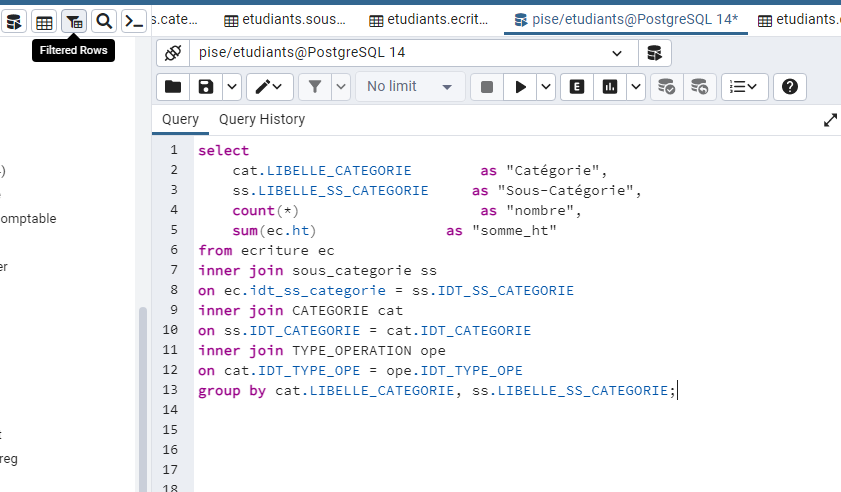 s.cate...
etudiants.sous...
etudiants.ecrit...
pise/etudiants@PostgreSQL 14*
etudiants.
Filtered Rows
pise/etudiants@PostgreSQL 14
No limit
E
Query
Query History
)
omptable
er
t
reg
1 select
2 cat.LIBELLE_CATEGORIE as "Catégorie",
3 ss.LIBELLE_SS_CATEGORIE as "Sous-Catégorie",
4 count(*) as "nombre",
5 sum(ec.ht) as "somme_ht"
6 from ecriture ec
7 inner join sous_categorie ss
8 on ec.idt_ss_categorie = ss.IDT_SS_CATEGORIE
9 inner join CATEGORIE cat
10 on ss.IDT_CATEGORIE = cat.IDT_CATEGORIE
11 inner join TYPE_OPERATION ope
12 on cat.IDT_TYPE_OPE = ope.IDT_TYPE_OPE
13 group by cat.LIBELLE_CATEGORIE, ss.LIBELLE_SS_CATEGORIE;
14
15
16
17
18